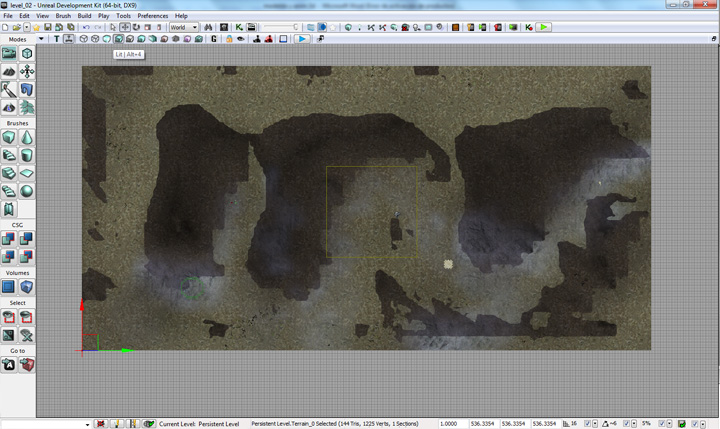 level_02 - Unreal Development Kit (64-bit, DX9)
File Edit View Brush Build Play Tools Preferences Help
World
Modes
Lit | Alt+4
Brushes
CSG
Volumes
Select
Go to
Current Level: Persistent Level
Persistent Level.Terrain_0 Selected (144 Tris, 1225 Verts, 1 Sections)
1.0000
536.3354
536.3354
536.3354
16
5%